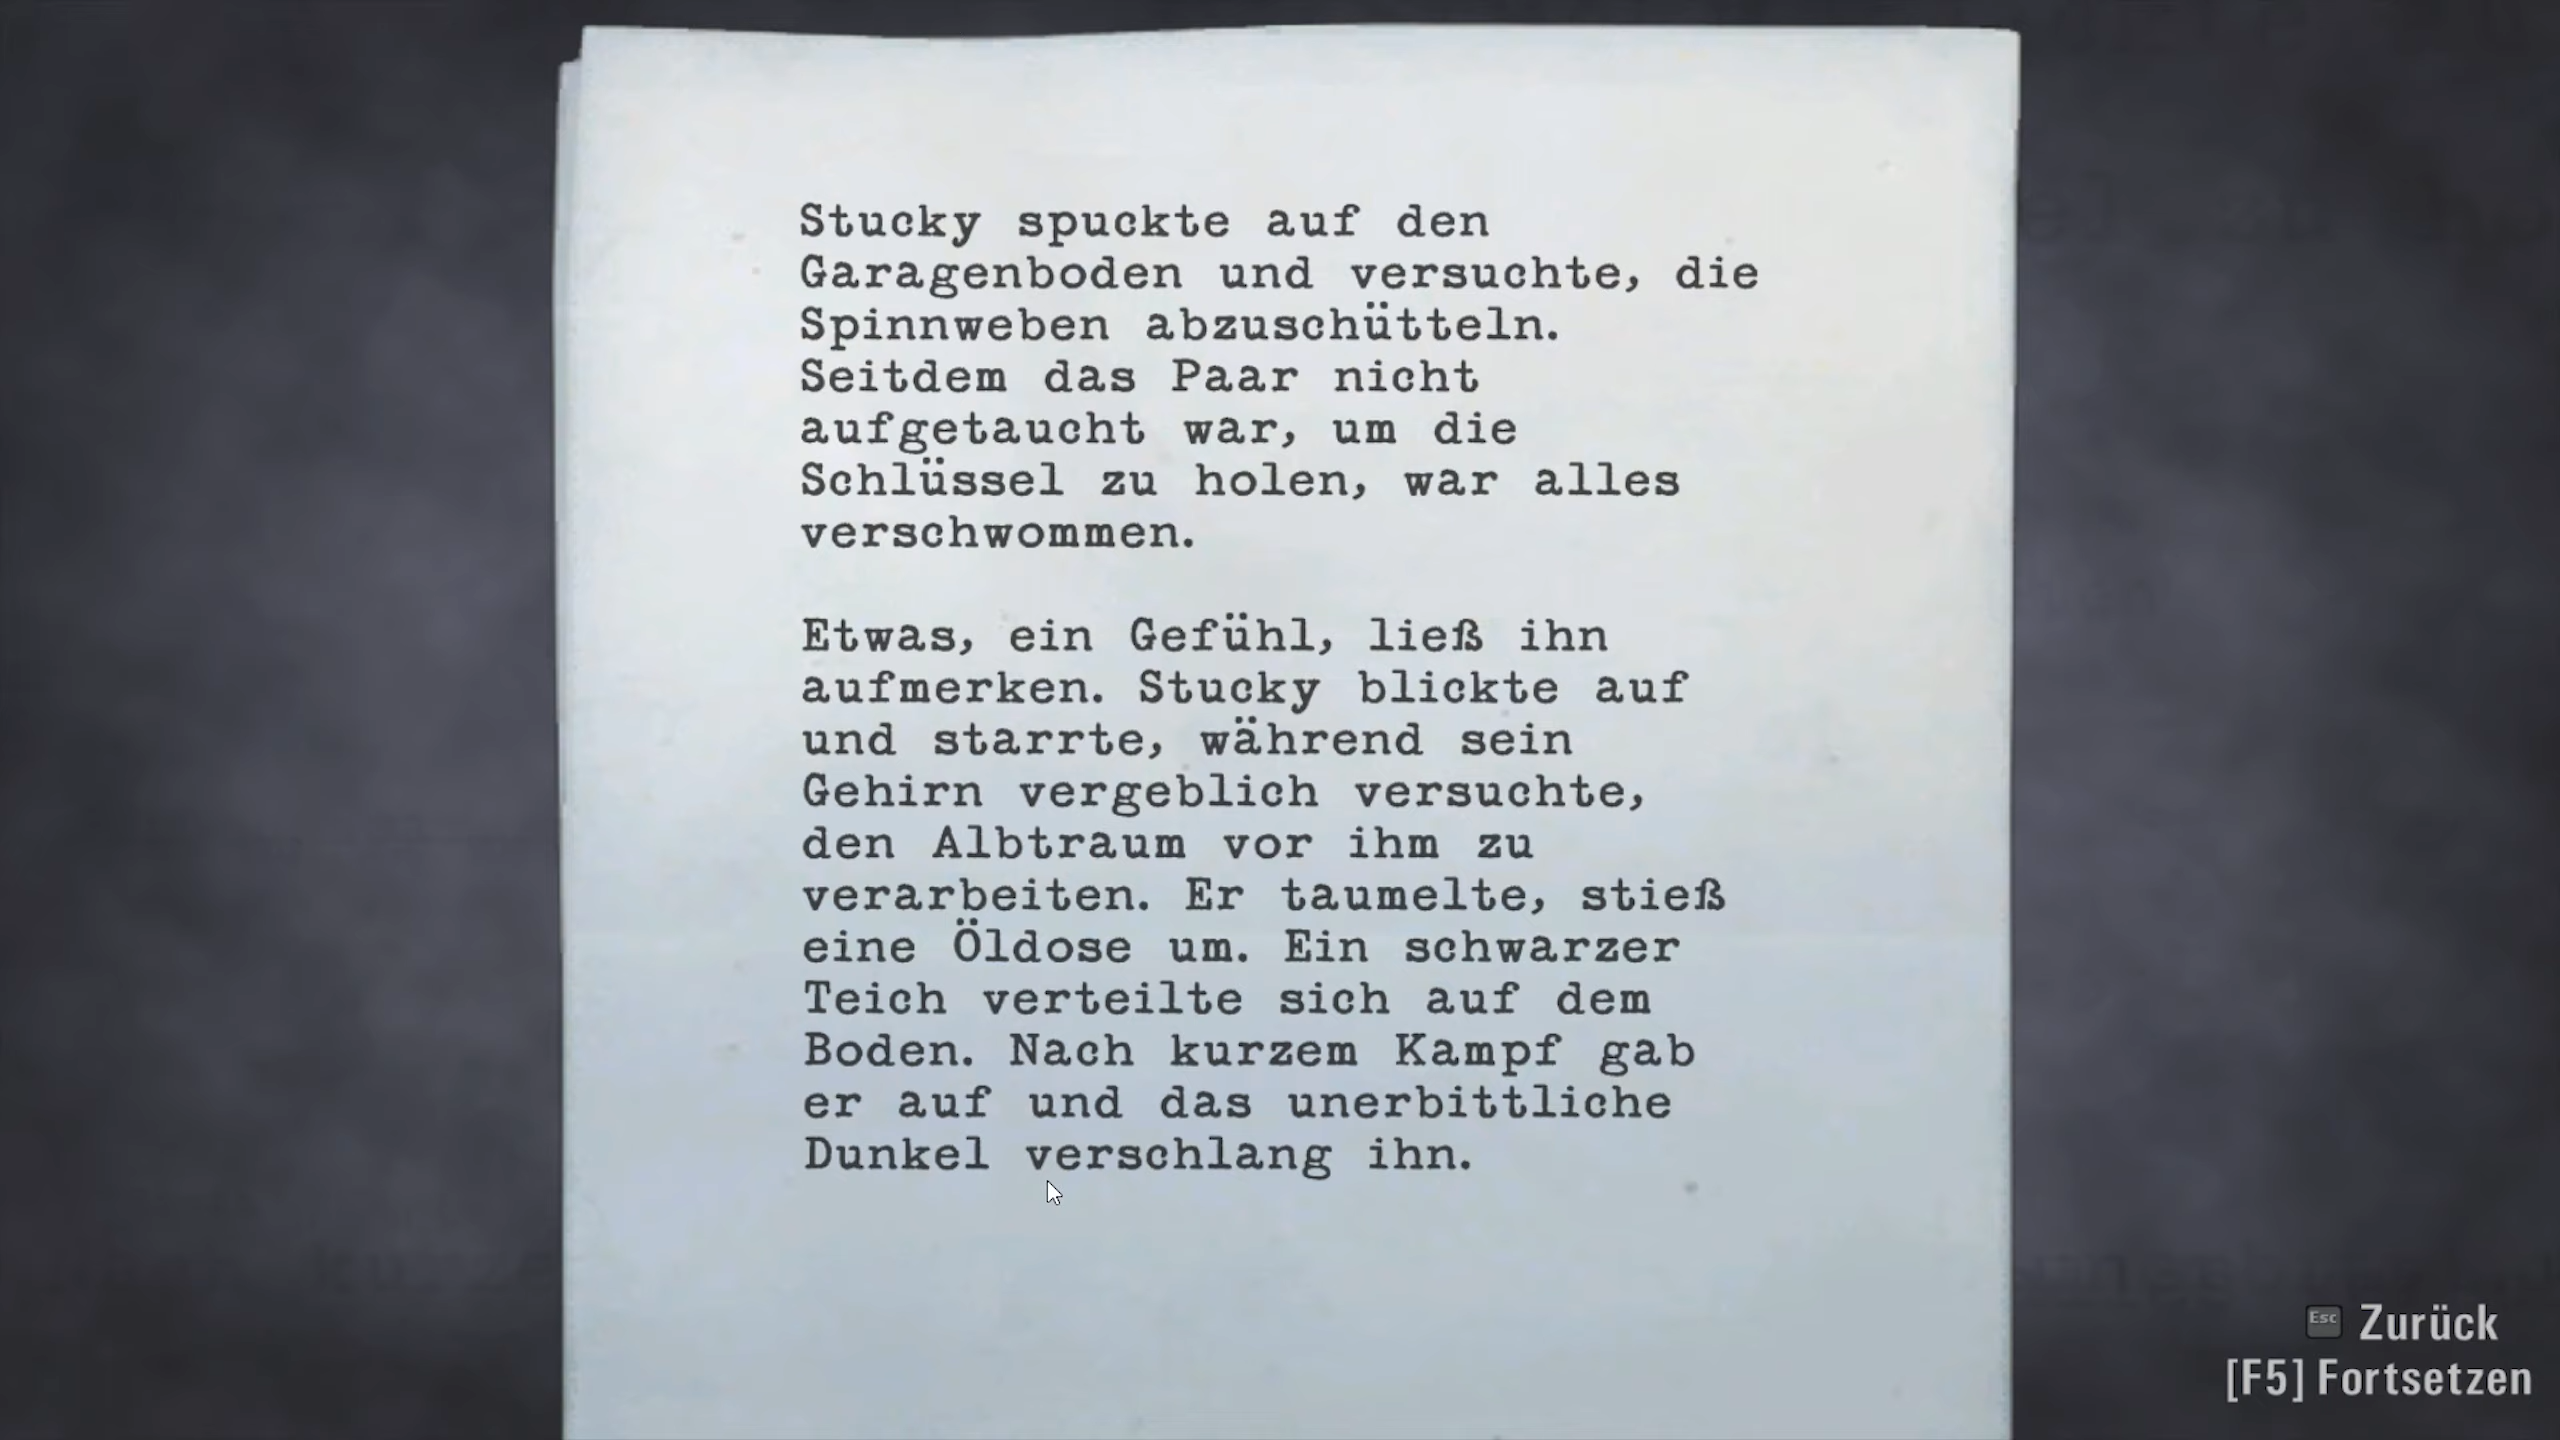 Stucky spuckte auf den
Garagenboden und versuchte, die
Spinnweben abzuschütteln.
Seitdem das Paar nicht
aufgetaucht war, um die
Schlüssel zu holen, war alles
verschwommen.
Etwas, ein Gefühl, ließ ihn
aufmerken. Stucky blickte auf
und starrte, während sein
Gehirn vergeblich versuchte,
den Albtraum vor ihm zu
verarbeiten. Er taumelte, stieß
eine Öldose um. Ein schwarzer
Teich verteilte sich auf dem
Boden. Nach kurzem Kampf gab
er auf und das unerbittliche
Dunkel verschlang ihn.
Esc Zurück
[F5] Fortsetzen